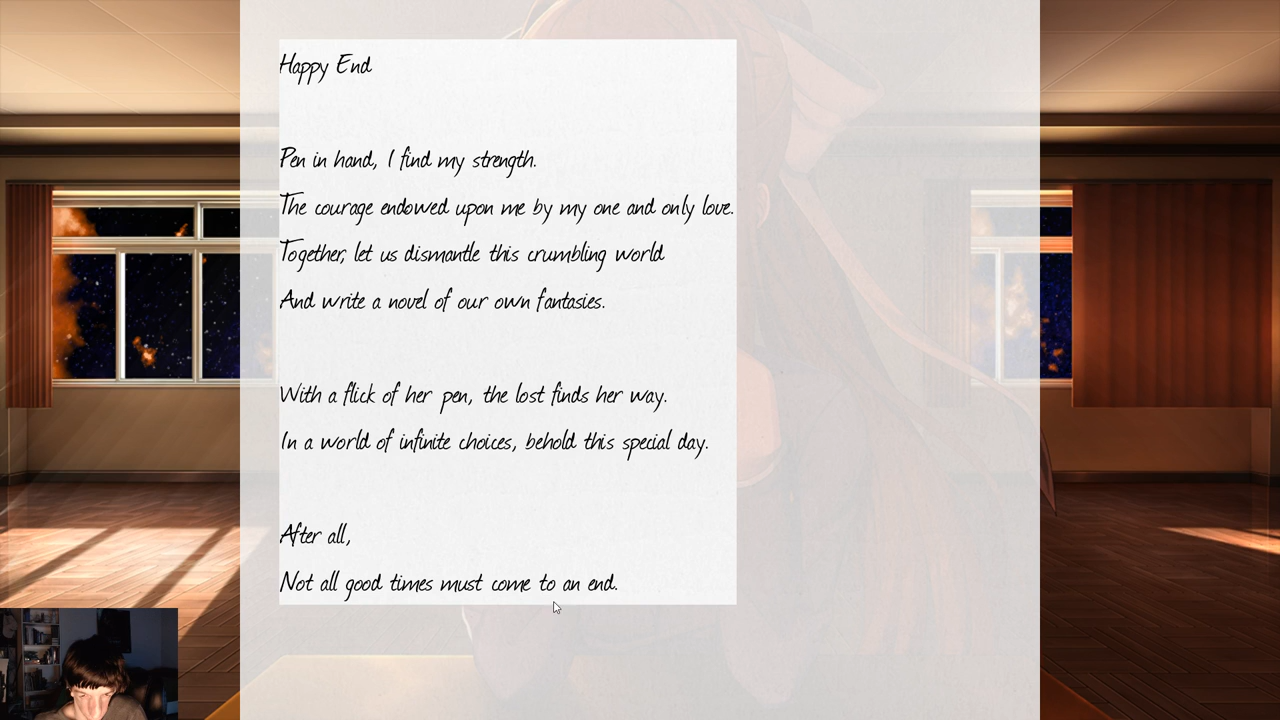 Happy End
Pen in hand, I find my strength.
The courage endowed upon me by my one and only love.
Together, let us dismantle this crumbling world
And write a novel of our own fantasies.
With a flick of her pen, the lost finds her way.
In a world of infinite choices, behold this special day.
After all,
Not all good times must come to an end.